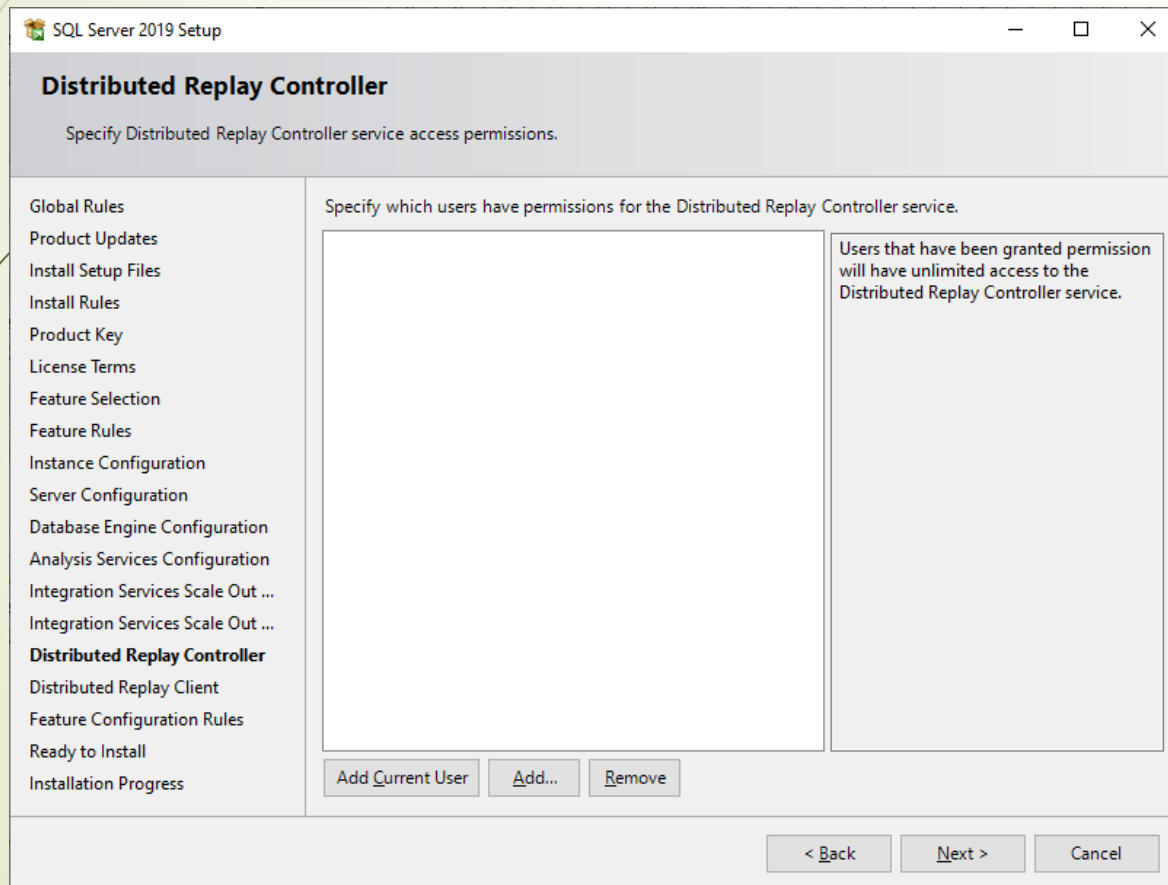 SQL Server 2019 Setup
Distributed Replay Controller
Specify Distributed Replay Controller service access permissions.
Global Rules
Product Updates
Install Setup Files
Install Rules
Product Key
License Terms
Feature Selection
Feature Rules
Instance Configuration
Server Configuration
Database Engine Configuration
Analysis Services Configuration
Integration Services Scale Out ...
Integration Services Scale Out ...
Distributed Replay Controller
Distributed Replay Client
Feature Configuration Rules
Ready to Install
Installation Progress
Specify which users have permissions for the Distributed Replay Controller service.
Users that have been granted permission
will have unlimited access to the
Distributed Replay Controller service.
Add Current User
Add...
Remove
< Back
Next >
Cancel